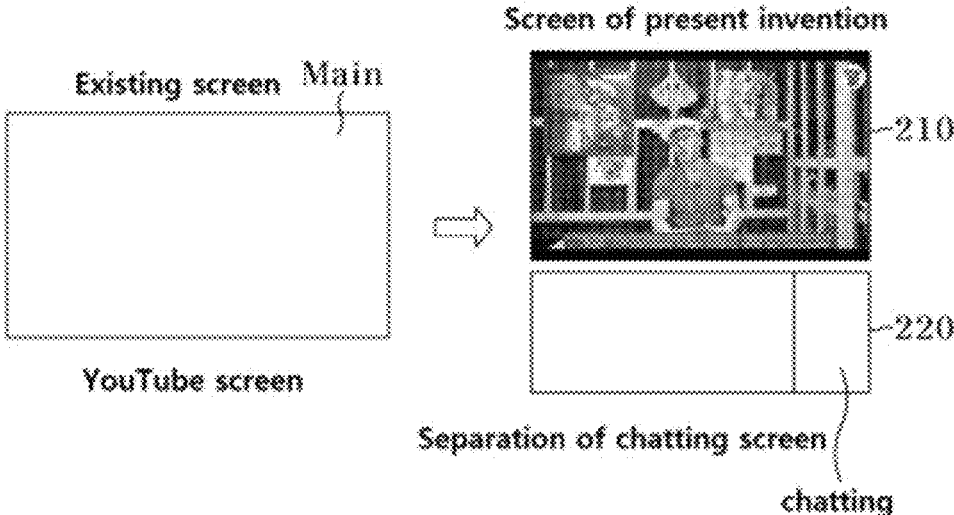 Screen of present invention
Existing screen
Main
210
220
YouTube screen
Separation of chatting screen
chatting